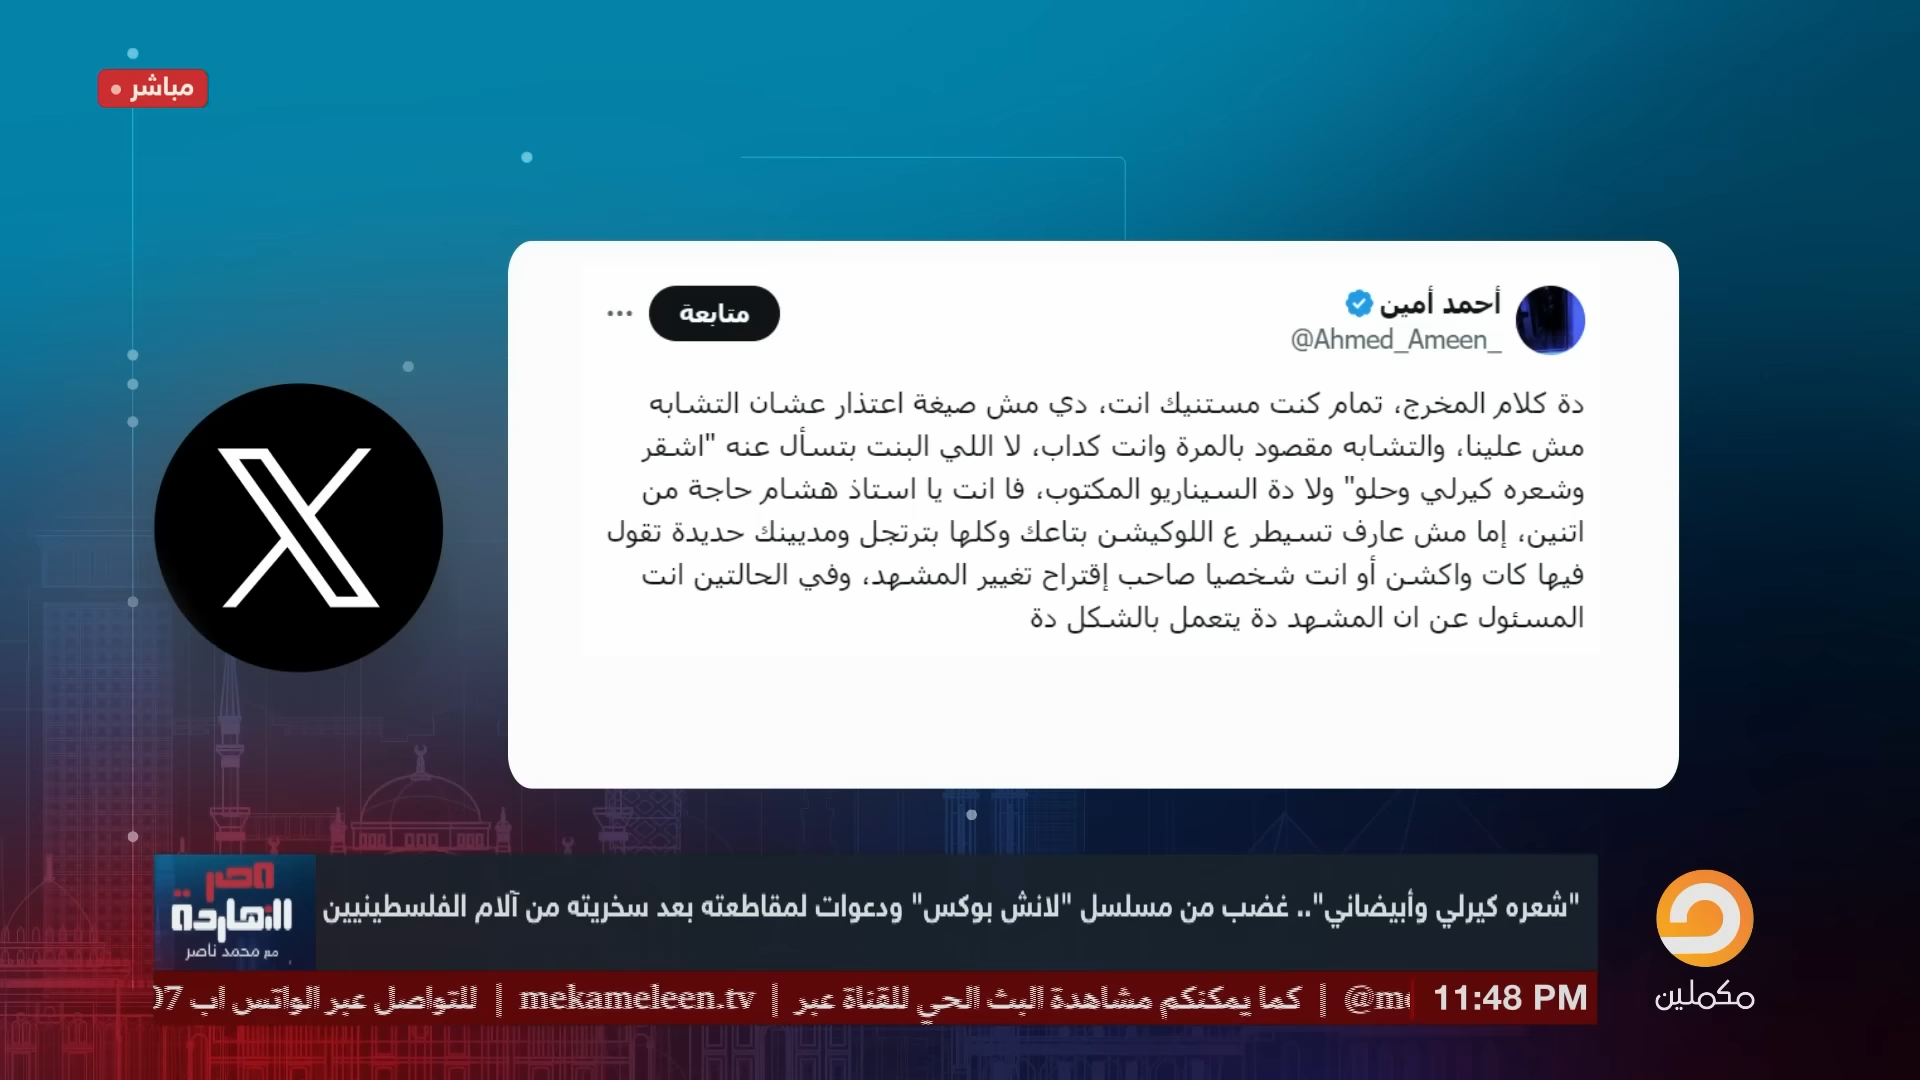 مباشر
أحمد أمين
@Ahmed_Ameen_
متابعة
دة كلام المخرج، تمام كنت مستنيك انت، دي مش صيغة اعتذار عشان التشابه
مش علينا، والتشابه مقصود بالمرة وانت كداب، لا اللي البنت بتسأل عنه "اشقر
وشعره كيرلي وحلو" ولا دة السيناريو المكتوب، فا انت يا استاذ هشام حاجة من
اتنين، إما مش عارف تسيطر ع اللوكيشن بتاعك وكلها بترتجل ومديينك حديدة تقول
فيها كات واكشن أو انت شخصيا صاحب إقتراح تغيير المشهد، وفي الحالتين انت
المسئول عن ان المشهد دة يتعمل بالشكل دة
مصر
النهاردة
مع محمد ناصر
"شعره كيرلي وأبيضاني".. غضب من مسلسل "لانش بوكس" ودعوات لمقاطعته بعد سخريته من آلام الفلسطينيين
11:48 PM
@me | كما يمكنكم مشاهدة البث الحي للقناة عبر | mekameleen.tv | للتواصل عبر الواتس اب 07
مكملين